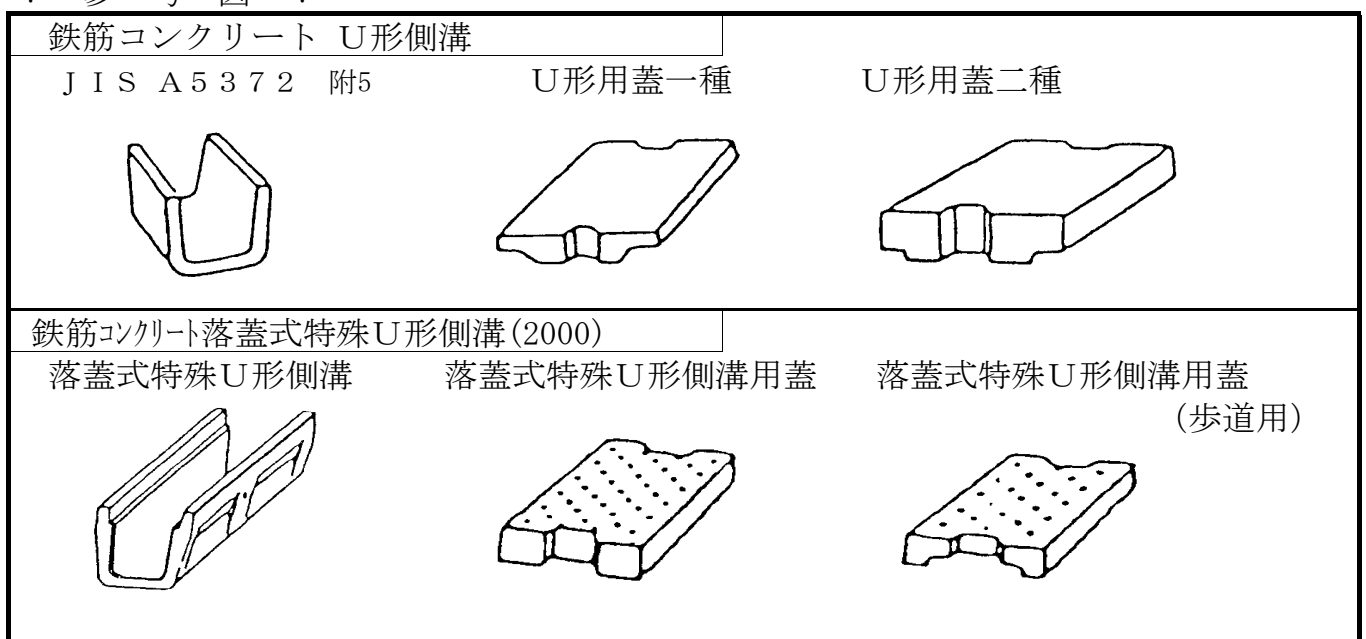 鉄筋コンクリート U形側溝
JIS A5372 附5
U形用蓋一種
U形用蓋二種
鉄筋ｺﾝｸﾘｰﾄ落蓋式特殊U形側溝(2000)
落蓋式特殊U形側溝
落蓋式特殊U形側溝用蓋
落蓋式特殊U形側溝用蓋
(歩道用)